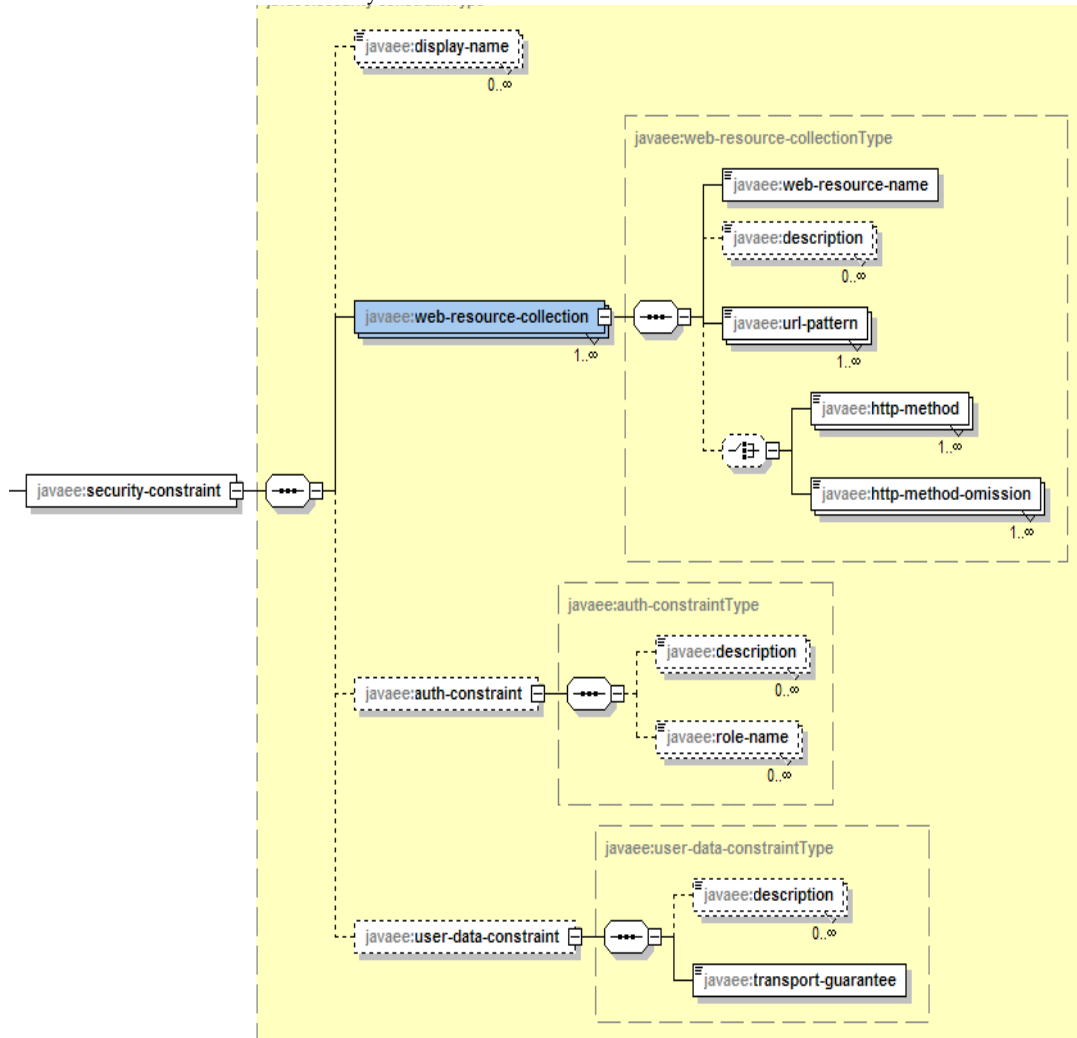 javaee:security-constraintType
javaee:display-name
0..∞
javaee:web-resource-collectionType
javaee:web-resource-name
javaee:description
0..∞
javaee:web-resource-collection
1..∞
javaee:url-pattern
1..∞
javaee:http-method
1..∞
javaee:security-constraint
javaee:http-method-omission
1..∞
javaee:auth-constraintType
javaee:description
0..∞
javaee:auth-constraint
javaee:role-name
0..∞
javaee:user-data-constraintType
javaee:description
0..∞
javaee:user-data-constraint
javaee:transport-guarantee